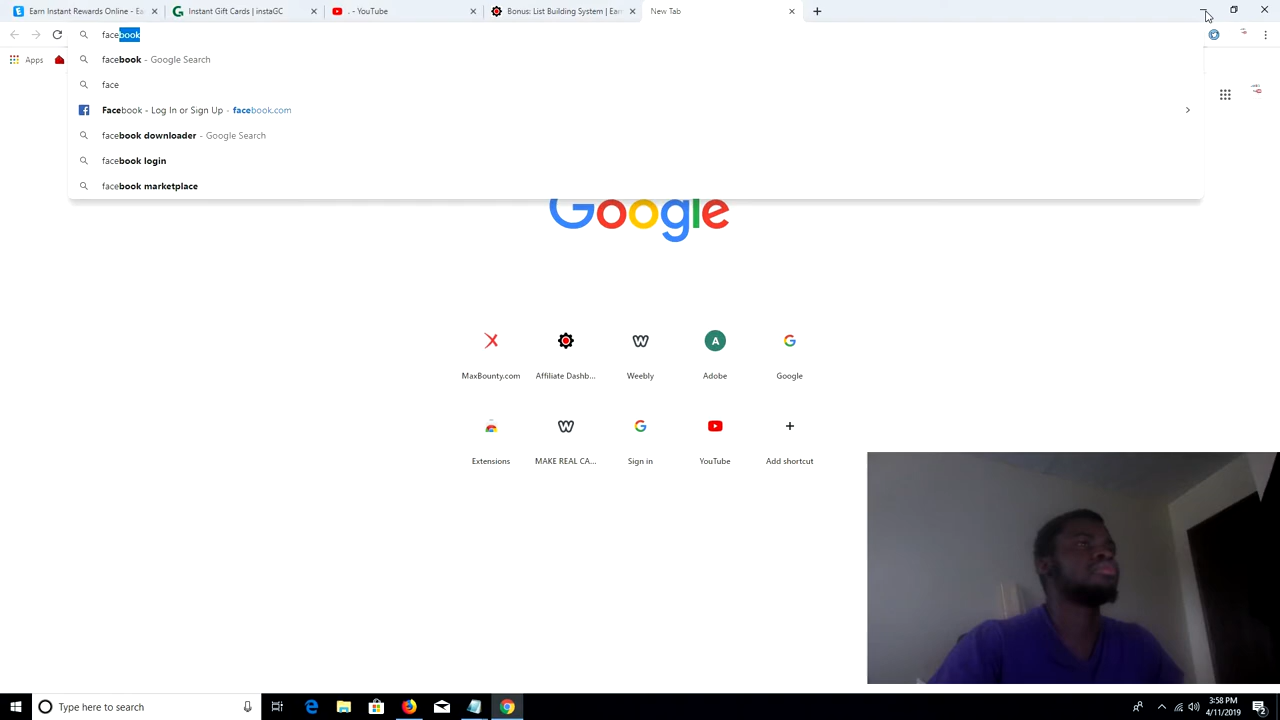 Earn Instant Rewards Online - Ea
Instant Gift Cards | instaGC
. - YouTube
Bonus: List Building System | Earn
New Tab
facebook
Apps
facebook - Google Search
face
Facebook - Log In or Sign Up - facebook.com
facebook downloader - Google Search
facebook login
facebook marketplace
Google
MaxBounty.com
Affiliate Dashb...
Weebly
A
Adobe
Google
Extensions
MAKE REAL CA...
Sign in
YouTube
Add shortcut
Type here to search
3:58 PM
4/11/2019
2